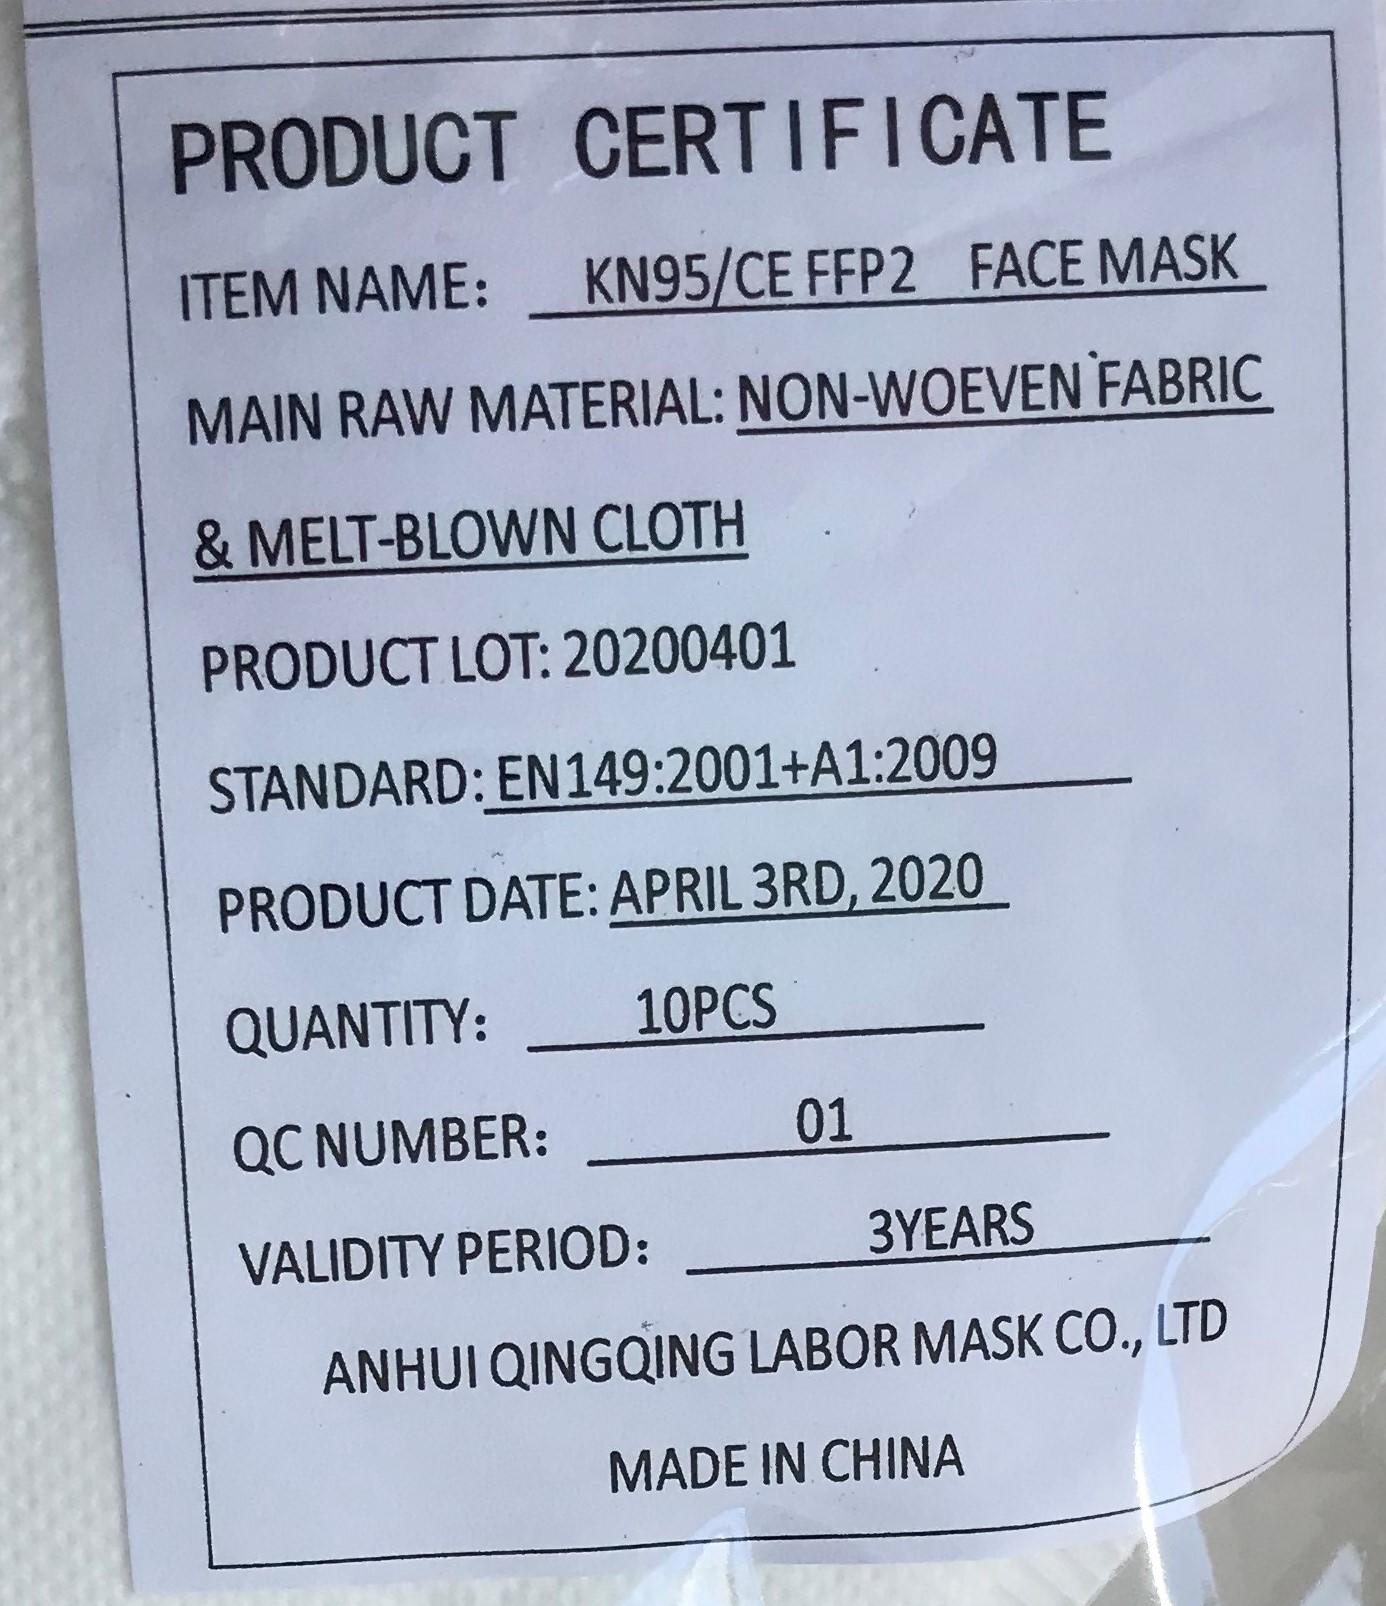 PRODUCT CERTIFICATE
ITEM NAME: KN95/CE FFP2 FACE MASK
MAIN RAW MATERIAL: NON-WOEVEN FABRIC
& MELT-BLOWN CLOTH
PRODUCT LOT: 20200401
STANDARD: EN149:2001+A1:2009
PRODUCT DATE: APRIL 3RD, 2020
QUANTITY: 10PCS
QC NUMBER: 01
VALIDITY PERIOD: 3YEARS
ANHUI QINGQING LABOR MASK CO., LTD
MADE IN CHINA